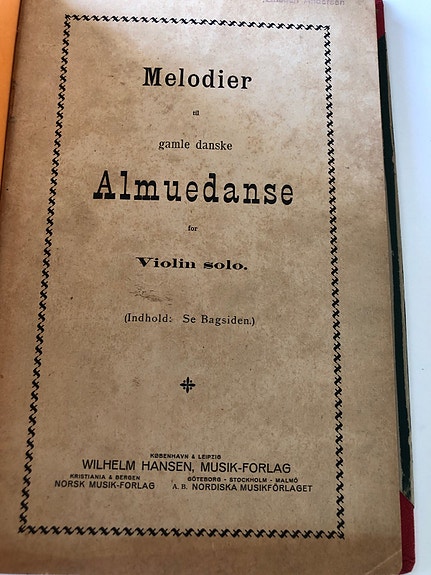 Andersen
Melodier
til
gamle danske
Almuedanse
for
Violin solo.
(Indhold: Se Bagsiden.)
KØBENHAVN & LEIPZIG
WILHELM HANSEN, MUSIK-FORLAG
KRISTIANIA & BERGEN
NORSK MUSIK-FORLAG
GÖTEBORG - STOCKHOLM - MALMÖ
A. B. NORDISKA MUSIKFÖRLAGET